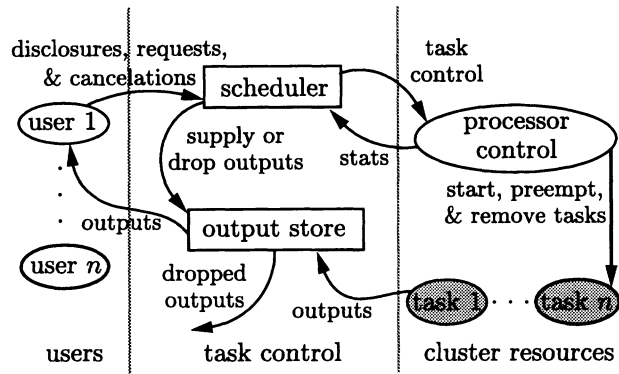 disclosures, requests,
& cancelations
scheduler
task
control
user 1
processor
control
supply or
drop outputs
stats
start, preempt,
& remove tasks
outputs
output store
user n
dropped
outputs
outputs
task 1
· · ·
task n
users
task control
cluster resources